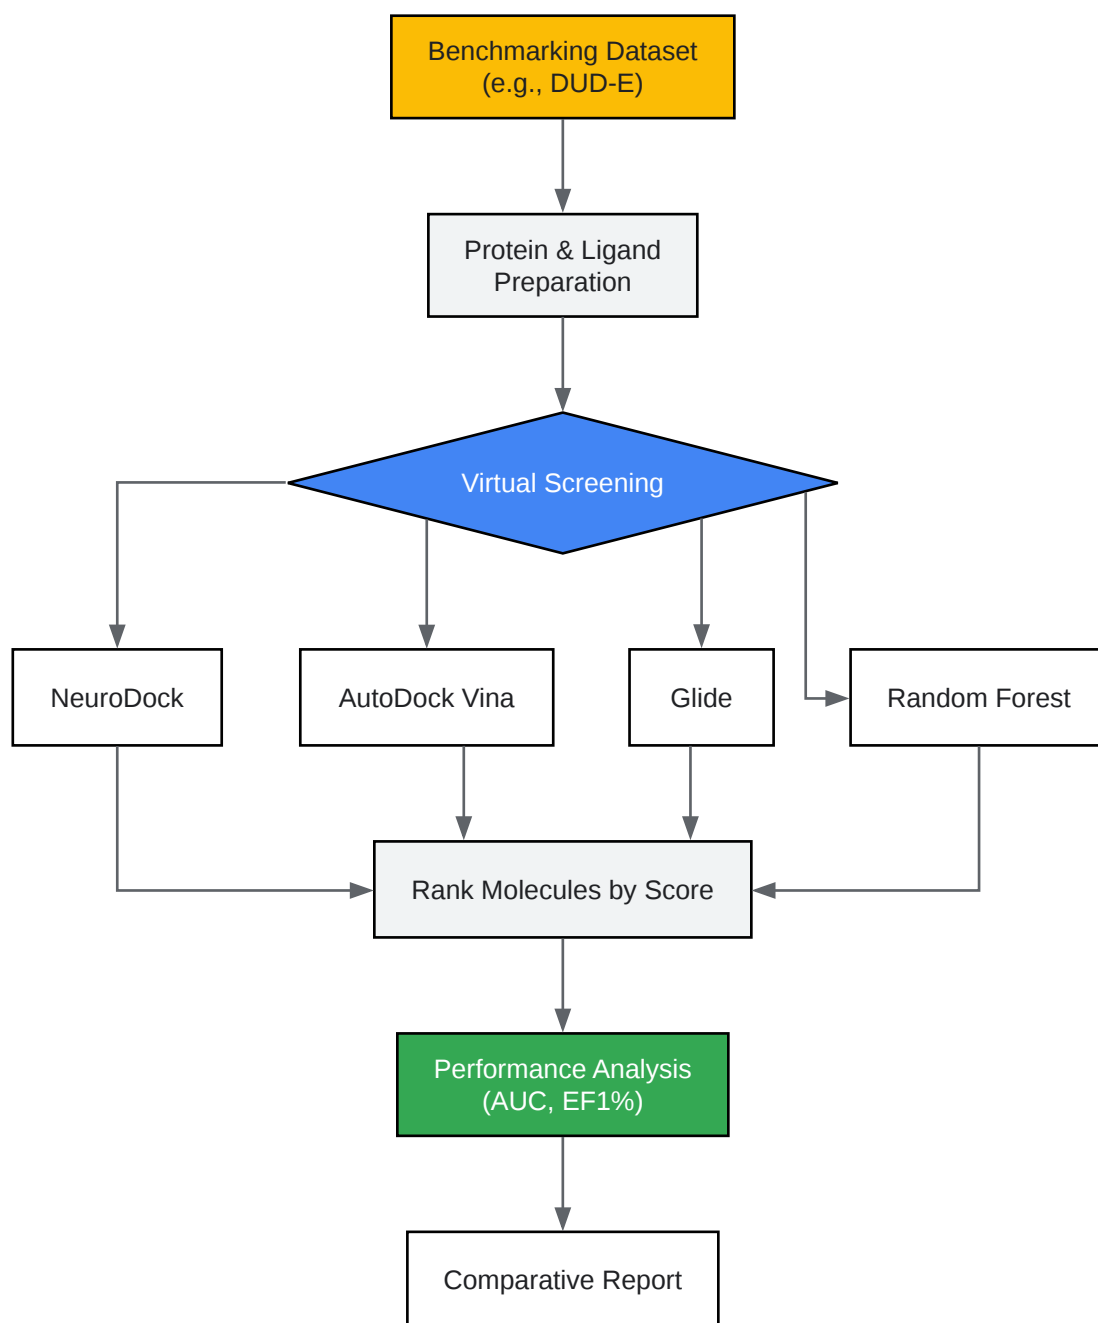 Benchmarking Dataset
(e.g., DUD-E)
Protein & Ligand
Preparation
Virtual Screening
NeuroDock
AutoDock Vina
Glide
Random Forest
Rank Molecules by Score
Performance Analysis
(AUC, EF1%)
Comparative Report